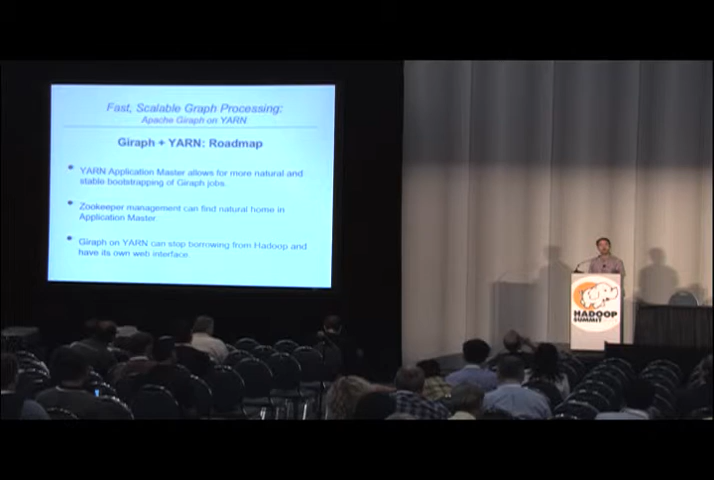 Fast, Scalable Graph Processing:
Apache Giraph on YARN
Giraph + YARN: Roadmap
YARN Application Master allows for more natural and
stable bootstrapping of Giraph jobs.
Zookeeper management can find natural home in
Application Master.
Giraph on YARN can stop borrowing from Hadoop and
have its own web interface.
HADOOP
SUMMIT